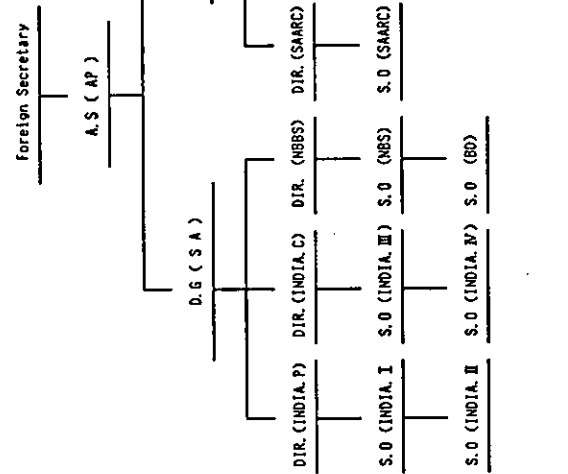 Foreign Secretary
A.S ( AP )
D.G ( S A )
DIR. (INDIA. P)
DIR. (INDIA. C)
DIR. (NBBS)
DIR. (SAARC)
S.O (INDIA. I
S.O (INDIA. Ⅲ)
S.O (NBS)
S.O (SAARC)
S.O (INDIA. Ⅱ
S.O (INDIA. Ⅳ)
S.O (BD)